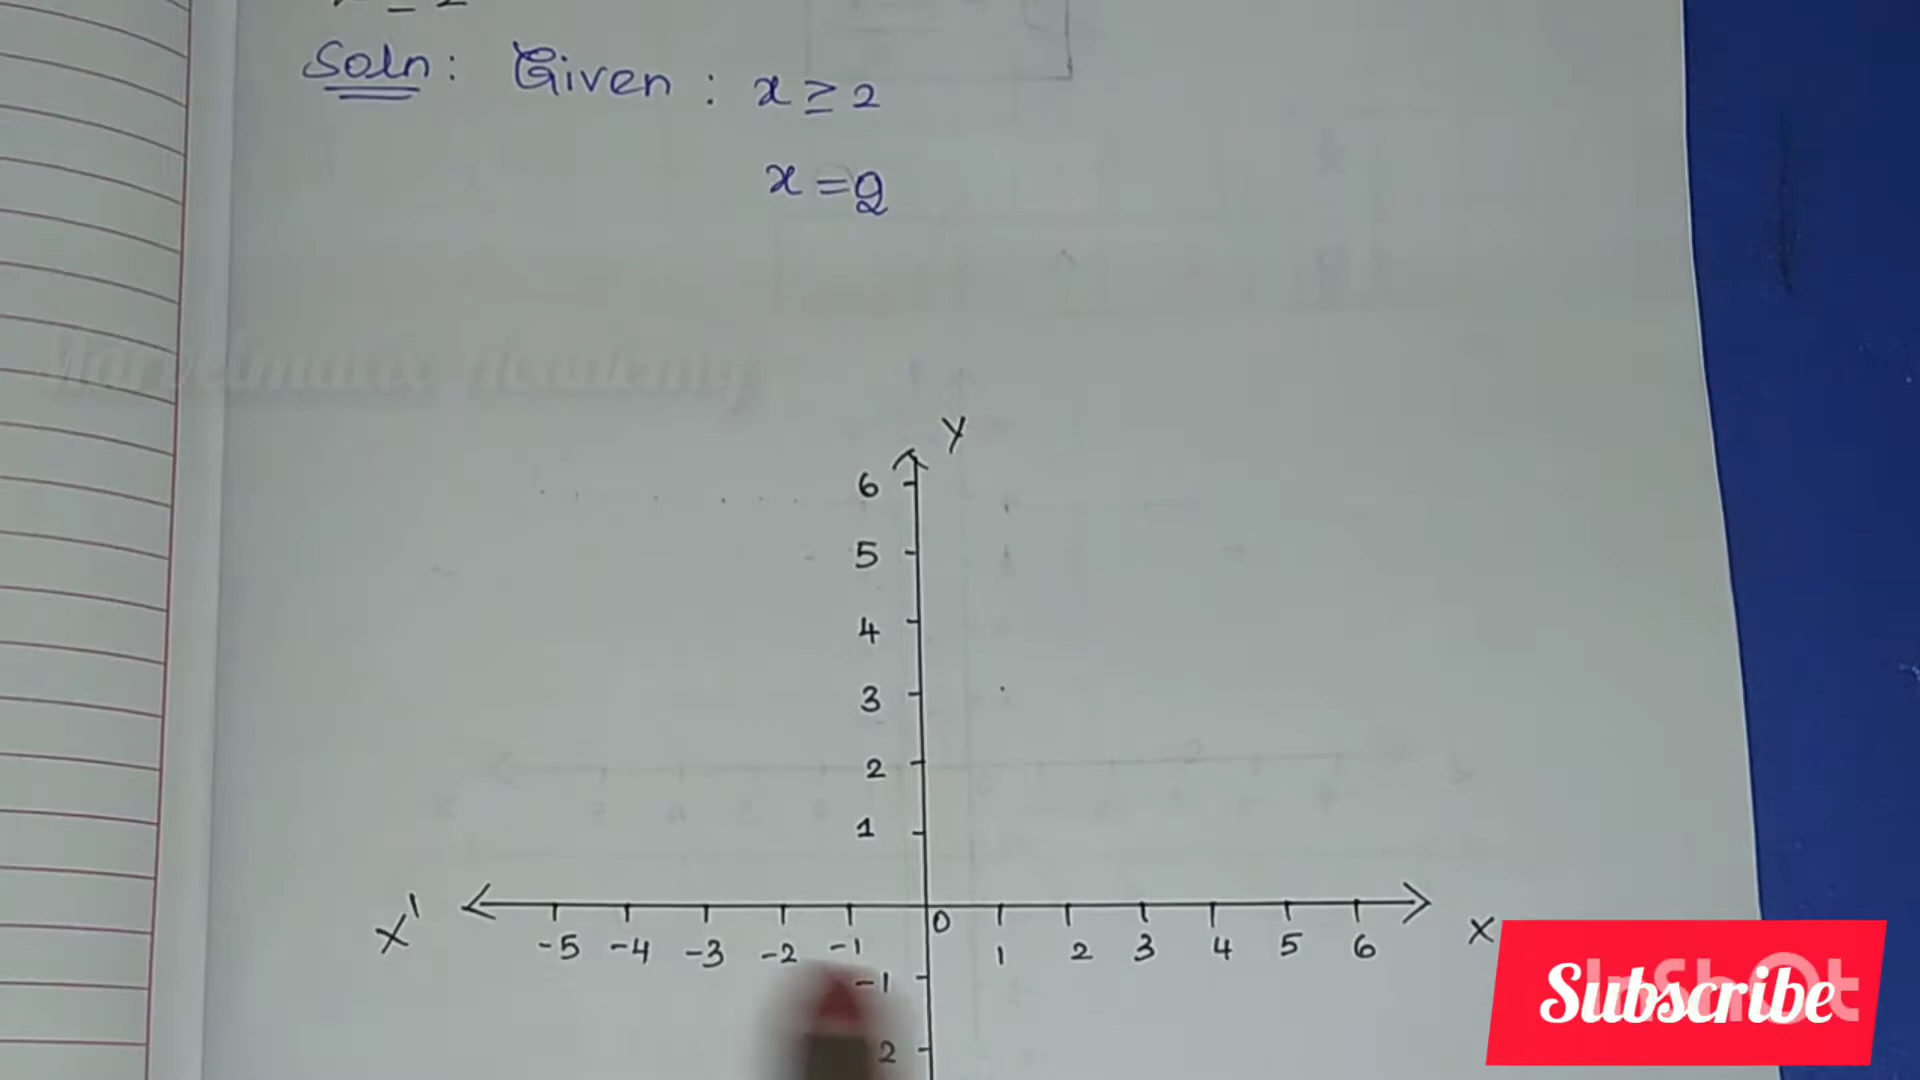 Soln: Given: x ≥ 2
x = 2
Y
6
5
4
3
2
1
X' X
-5 -4 -3 -2 -1 0 1 2 3 4 5 6
-1
2
Subscribe
InShOt